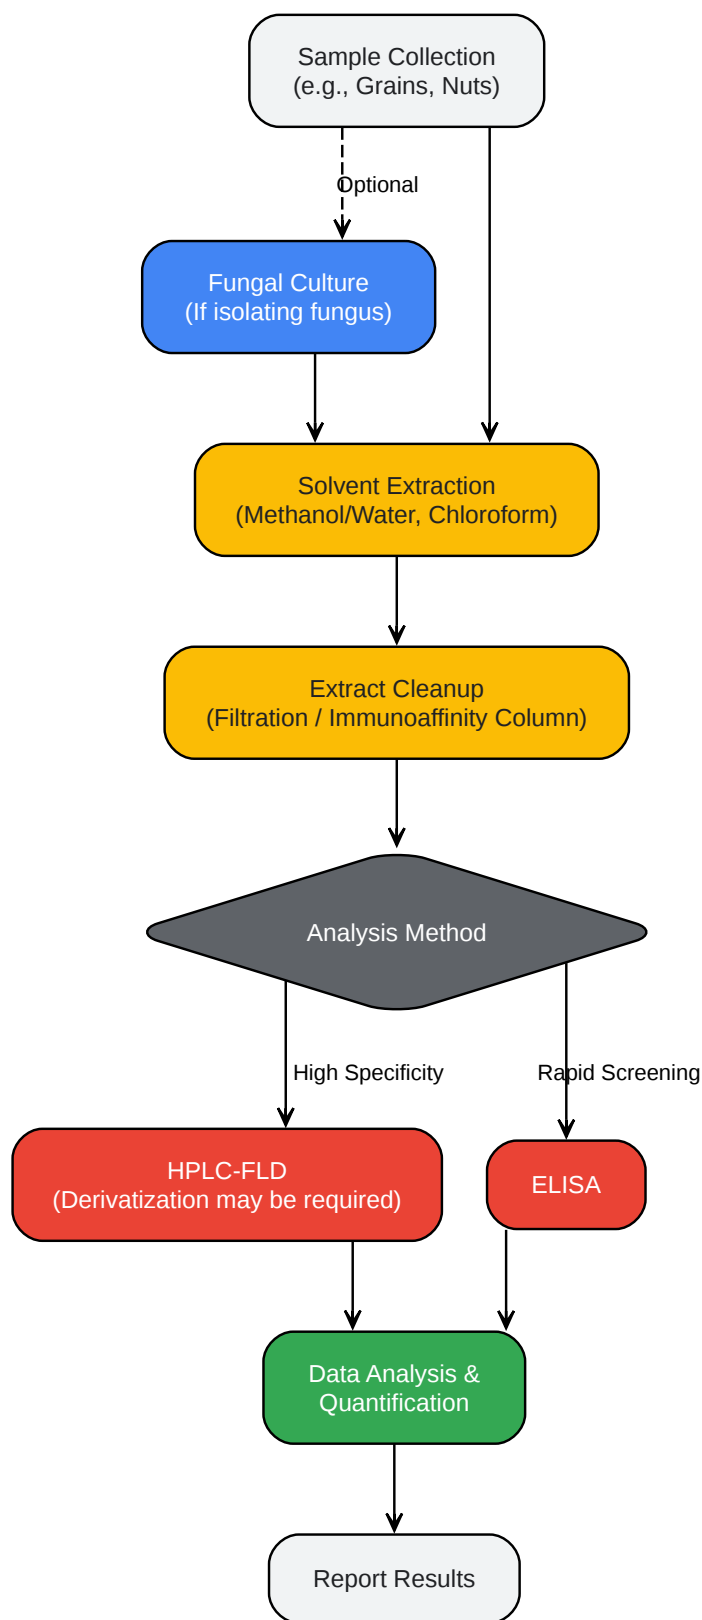 Sample Collection
(e.g., Grains, Nuts)
Optional
Fungal Culture
(If isolating fungus)
Solvent Extraction
(Methanol/Water, Chloroform)
Extract Cleanup
(Filtration / Immunoaffinity Column)
Analysis Method
High Specificity
Rapid Screening
HPLC-FLD
(Derivatization may be required)
ELISA
Data Analysis &
Quantification
Report Results